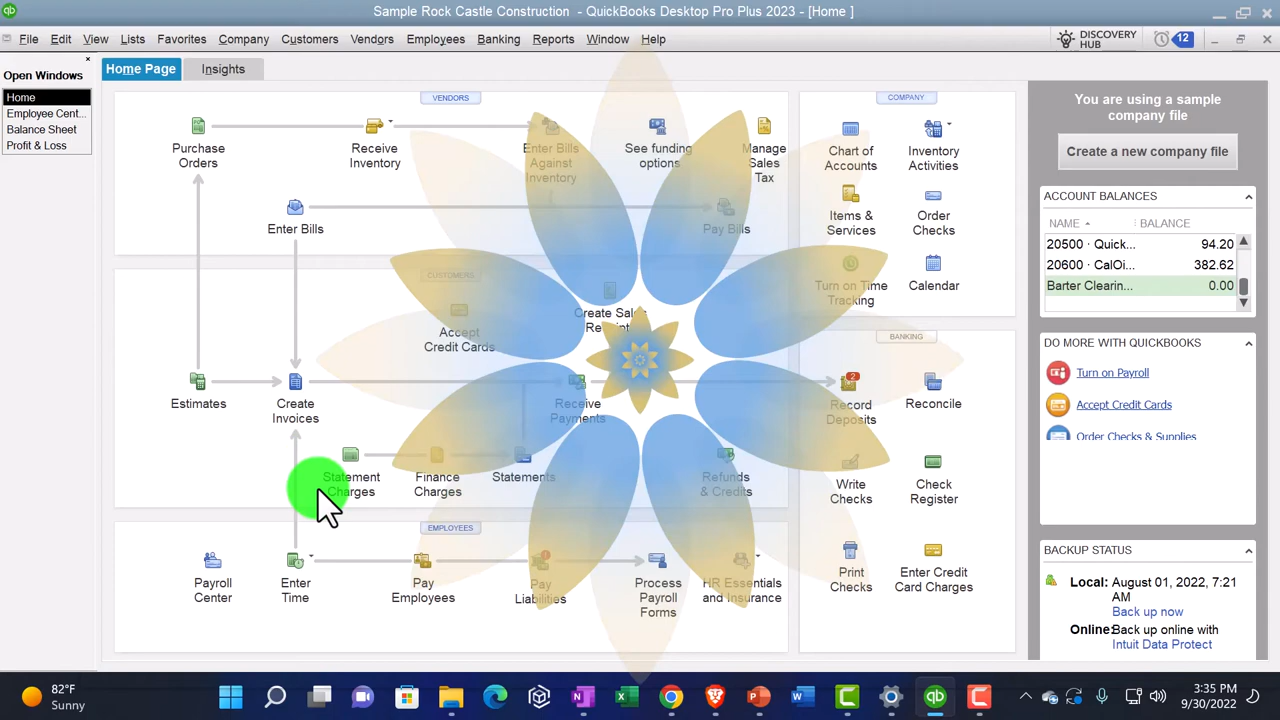 Sample Rock Castle Construction - QuickBooks Desktop Pro Plus 2023 - [Home ]
File Edit View Lists Favorites Company Customers Vendors Employees Banking Reports Window Help
DISCOVERY
HUB
12
Open Windows
Home
Employee Cent...
Balance Sheet
Profit & Loss
Home Page
Insights
VENDORS
Purchase
Orders
Receive
Inventory
Enter Bills
Against
Inventory
See funding
options
Manage
Sales
Tax
Enter Bills
Pay Bills
CUSTOMERS
Accept
Credit Cards
Create Sales
Receipts
Estimates
Create
Invoices
Receive
Payments
Statement
Charges
Finance
Charges
Statements
Refunds
& Credits
EMPLOYEES
Payroll
Center
Enter
Time
Pay
Employees
Pay
Liabilities
Process
Payroll
Forms
HR Essentials
and Insurance
COMPANY
Chart of
Accounts
Inventory
Activities
Items &
Services
Order
Checks
Turn on Time
Tracking
Calendar
BANKING
2
Record
Deposits
Reconcile
Write
Checks
Check
Register
Print
Checks
Enter Credit
Card Charges
You are using a sample
company file
Create a new company file
ACCOUNT BALANCES
NAME BALANCE
20500 · Quick... 94.20
20600 · CalOi... 382.62
Barter Clearin... 0.00
DO MORE WITH QUICKBOOKS
Turn on Payroll
Accept Credit Cards
Order Checks & Supplies
BACKUP STATUS
Local: August 01, 2022, 7:21
AM
Back up now
Online: Back up online with
Intuit Data Protect
82°F
Sunny
3:35 PM
9/30/2022